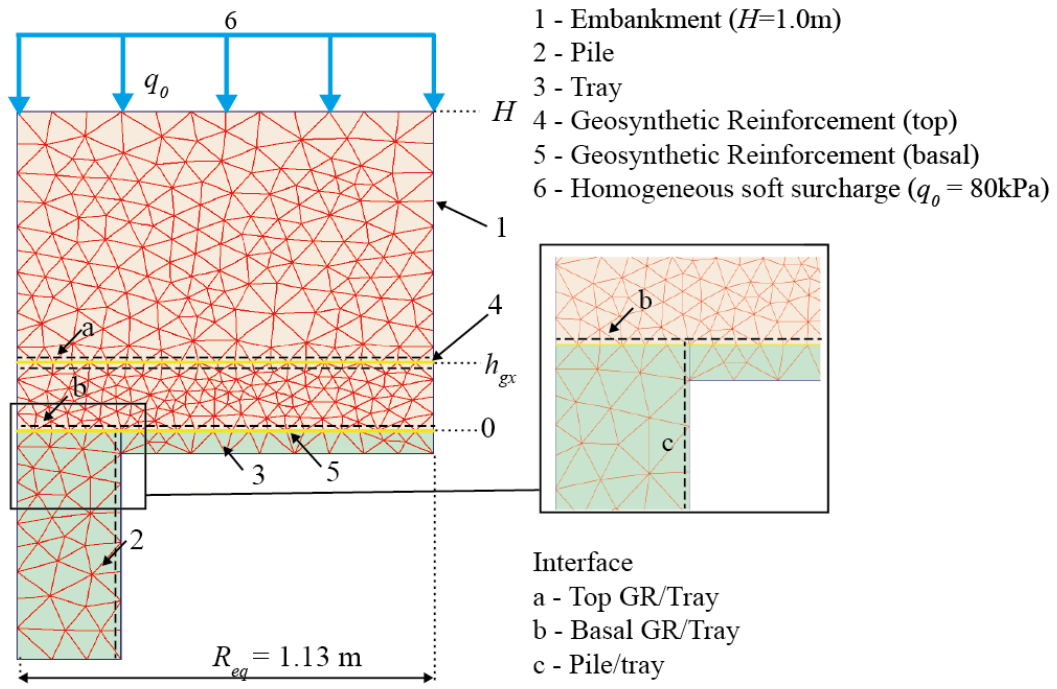 6
q₀
H
a
1
4
h_gx
b
0
3
5
2
R_eq = 1.13 m
1 - Embankment (H=1.0m)
2 - Pile
3 - Tray
4 - Geosynthetic Reinforcement (top)
5 - Geosynthetic Reinforcement (basal)
6 - Homogeneous soft surcharge (q₀ = 80kPa)
b
c
Interface
a - Top GR/Tray
b - Basal GR/Tray
c - Pile/tray